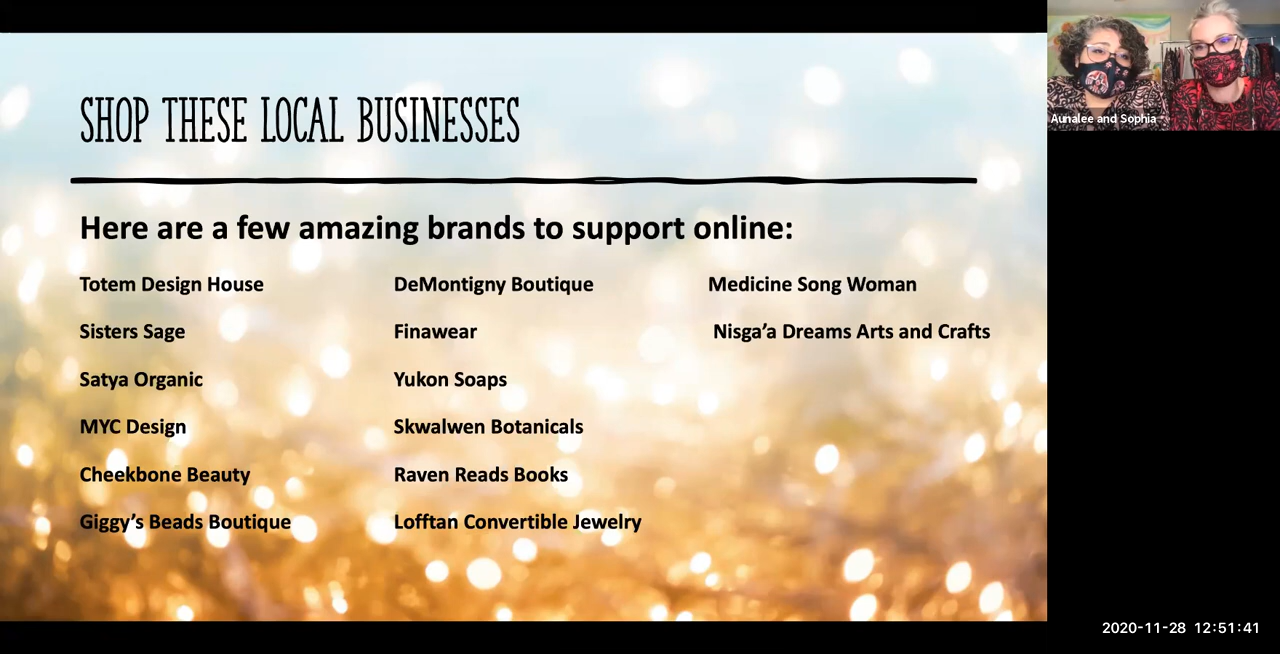 SHOP THESE LOCAL BUSINESSES
Here are a few amazing brands to support online:
Totem Design House
Sisters Sage
Satya Organic
MYC Design
Cheekbone Beauty
Giggy’s Beads Boutique
DeMontigny Boutique
Finawear
Yukon Soaps
Skwalwen Botanicals
Raven Reads Books
Lofftan Convertible Jewelry
Medicine Song Woman
Nisga’a Dreams Arts and Crafts
Aunalee and Sophia
2020-11-28 12:51:41